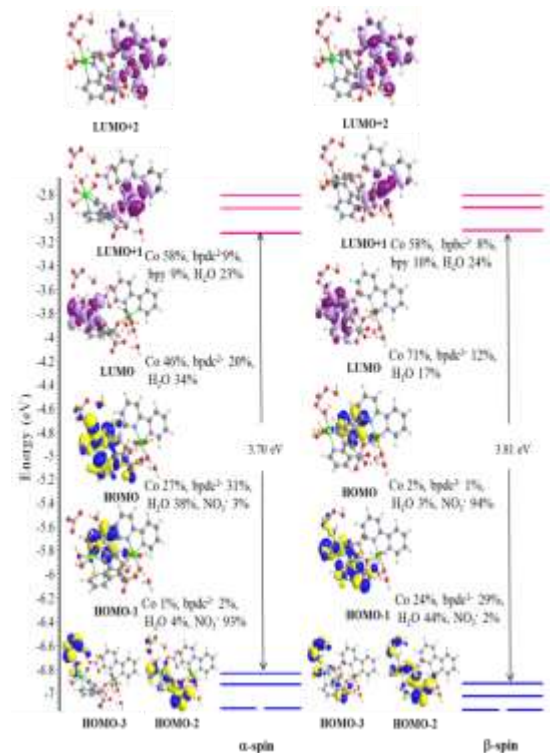 LUMO+2
LUMO+2
LUMO+1
Co 58%, bpdc²⁻ 9%,
bpy 9%, H₂O 23%
LUMO+1
Co 58%, bpbc²⁻ 8%,
bpy 10%, H₂O 24%
LUMO
Co 46%, bpdc²⁻ 20%,
H₂O 34%
LUMO
Co 71%, bpdc²⁻ 12%,
H₂O 17%
HOMO
Co 27%, bpdc²⁻ 31%,
H₂O 38%, NO₃⁻ 3%
HOMO
Co 2%, bpdc²⁻ 1%,
H₂O 3%, NO₃⁻ 94%
HOMO-1
Co 1%, bpdc²⁻ 2%,
H₂O 4%, NO₃⁻ 93%
HOMO-1
Co 24%, bpdc²⁻ 29%,
H₂O 44%, NO₃⁻ 2%
HOMO-3
HOMO-2
HOMO-3
HOMO-2
α-spin
β-spin
3.70 eV
3.81 eV
Energy (eV)
-2.8
-3
-3.2
-3.4
-3.6
-3.8
-4
-4.2
-4.4
-4.6
-4.8
-5
-5.2
-5.4
-5.6
-5.8
-6
-6.2
-6.4
-6.6
-6.8
-7